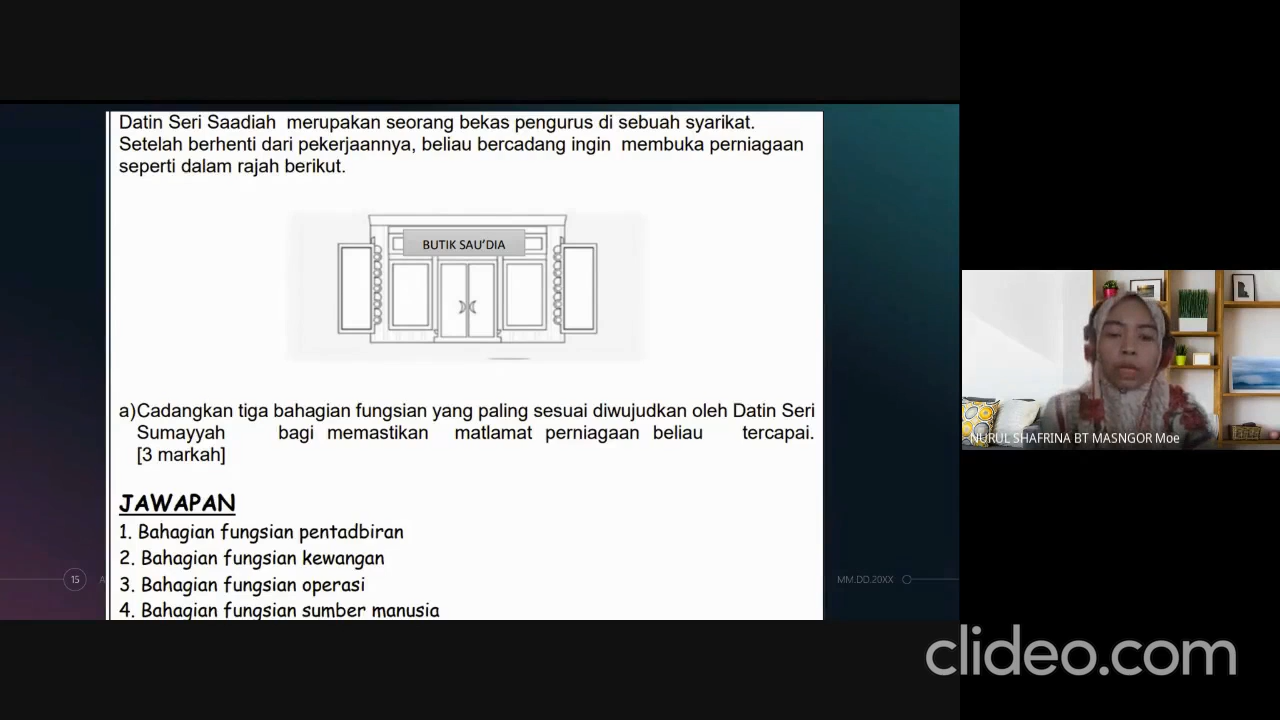 Datin Seri Saadiah merupakan seorang bekas pengurus di sebuah syarikat.
Setelah berhenti dari pekerjaannya, beliau bercadang ingin membuka perniagaan
seperti dalam rajah berikut.
BUTIK SAU'DIA
a)Cadangkan tiga bahagian fungsian yang paling sesuai diwujudkan oleh Datin Seri
Sumayyah bagi memastikan matlamat perniagaan beliau tercapai.
[3 markah]
JAWAPAN
1. Bahagian fungsian pentadbiran
2. Bahagian fungsian kewangan
3. Bahagian fungsian operasi
4. Bahagian fungsian sumber manusia
15
MM.DD.20XX
NURUL SHAFRINA BT MASNGOR Moe
clideo.com